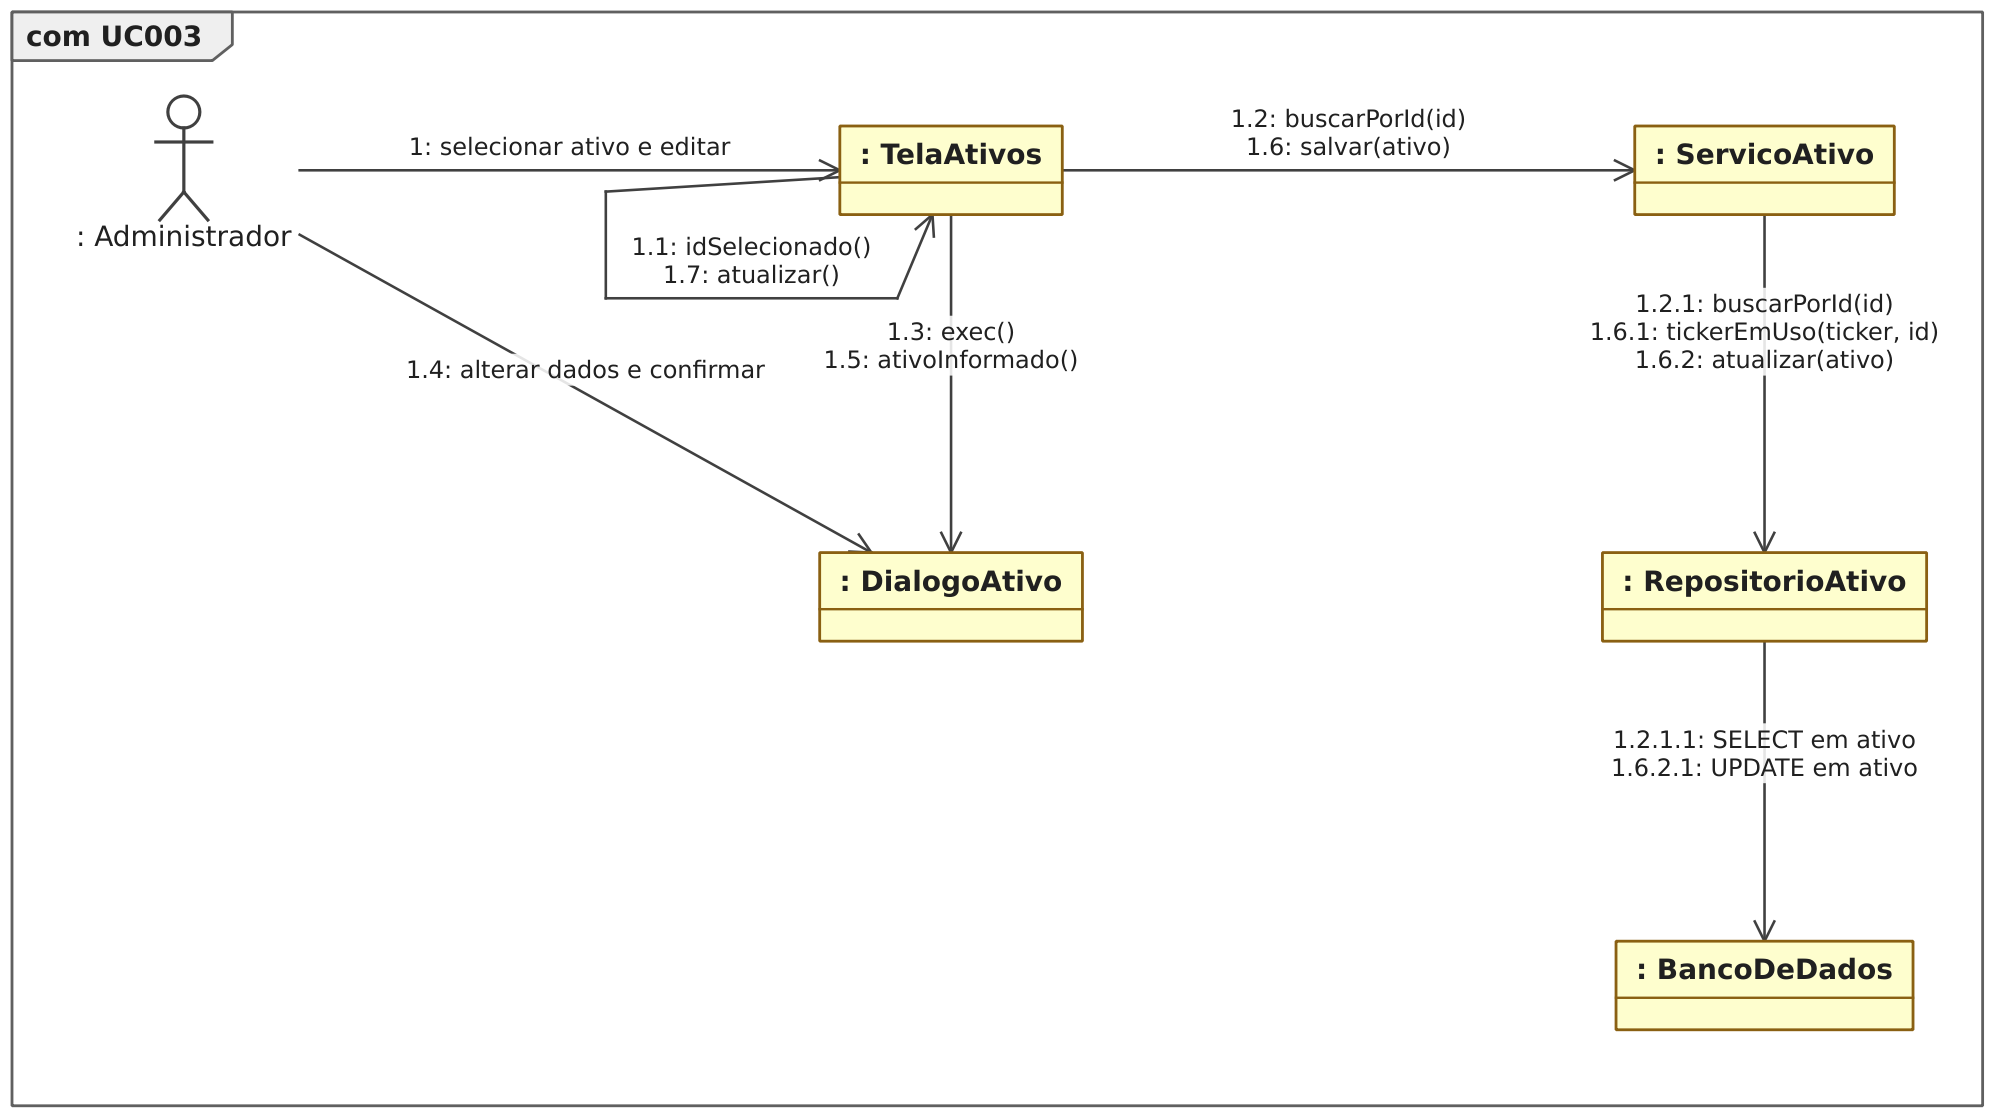 com UC003
: Administrador
1: selecionar ativo e editar
: TelaAtivos
1.2: buscarPorId(id)
1.6: salvar(ativo)
: ServicoAtivo
1.1: idSelecionado()
1.7: atualizar()
1.3: exec()
1.5: ativoInformado()
1.4: alterar dados e confirmar
1.2.1: buscarPorId(id)
1.6.1: tickerEmUso(ticker, id)
1.6.2: atualizar(ativo)
: DialogoAtivo
: RepositorioAtivo
1.2.1.1: SELECT em ativo
1.6.2.1: UPDATE em ativo
: BancoDeDados